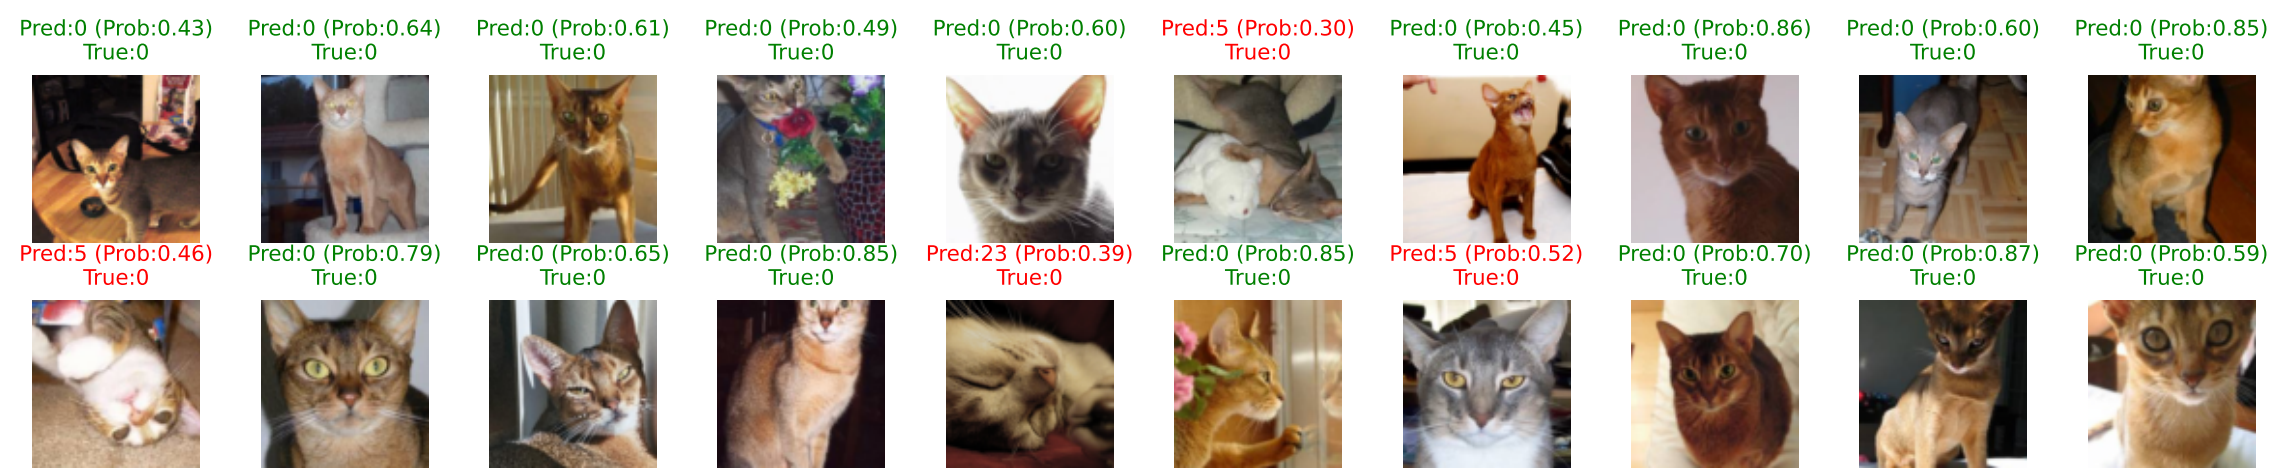 Pred:0 (Prob:0.43)
True:0
Pred:0 (Prob:0.64)
True:0
Pred:0 (Prob:0.61)
True:0
Pred:0 (Prob:0.49)
True:0
Pred:0 (Prob:0.60)
True:0
Pred:5 (Prob:0.30)
True:0
Pred:0 (Prob:0.45)
True:0
Pred:0 (Prob:0.86)
True:0
Pred:0 (Prob:0.60)
True:0
Pred:0 (Prob:0.85)
True:0
Pred:5 (Prob:0.46)
True:0
Pred:0 (Prob:0.79)
True:0
Pred:0 (Prob:0.65)
True:0
Pred:0 (Prob:0.85)
True:0
Pred:23 (Prob:0.39)
True:0
Pred:0 (Prob:0.85)
True:0
Pred:5 (Prob:0.52)
True:0
Pred:0 (Prob:0.70)
True:0
Pred:0 (Prob:0.87)
True:0
Pred:0 (Prob:0.59)
True:0